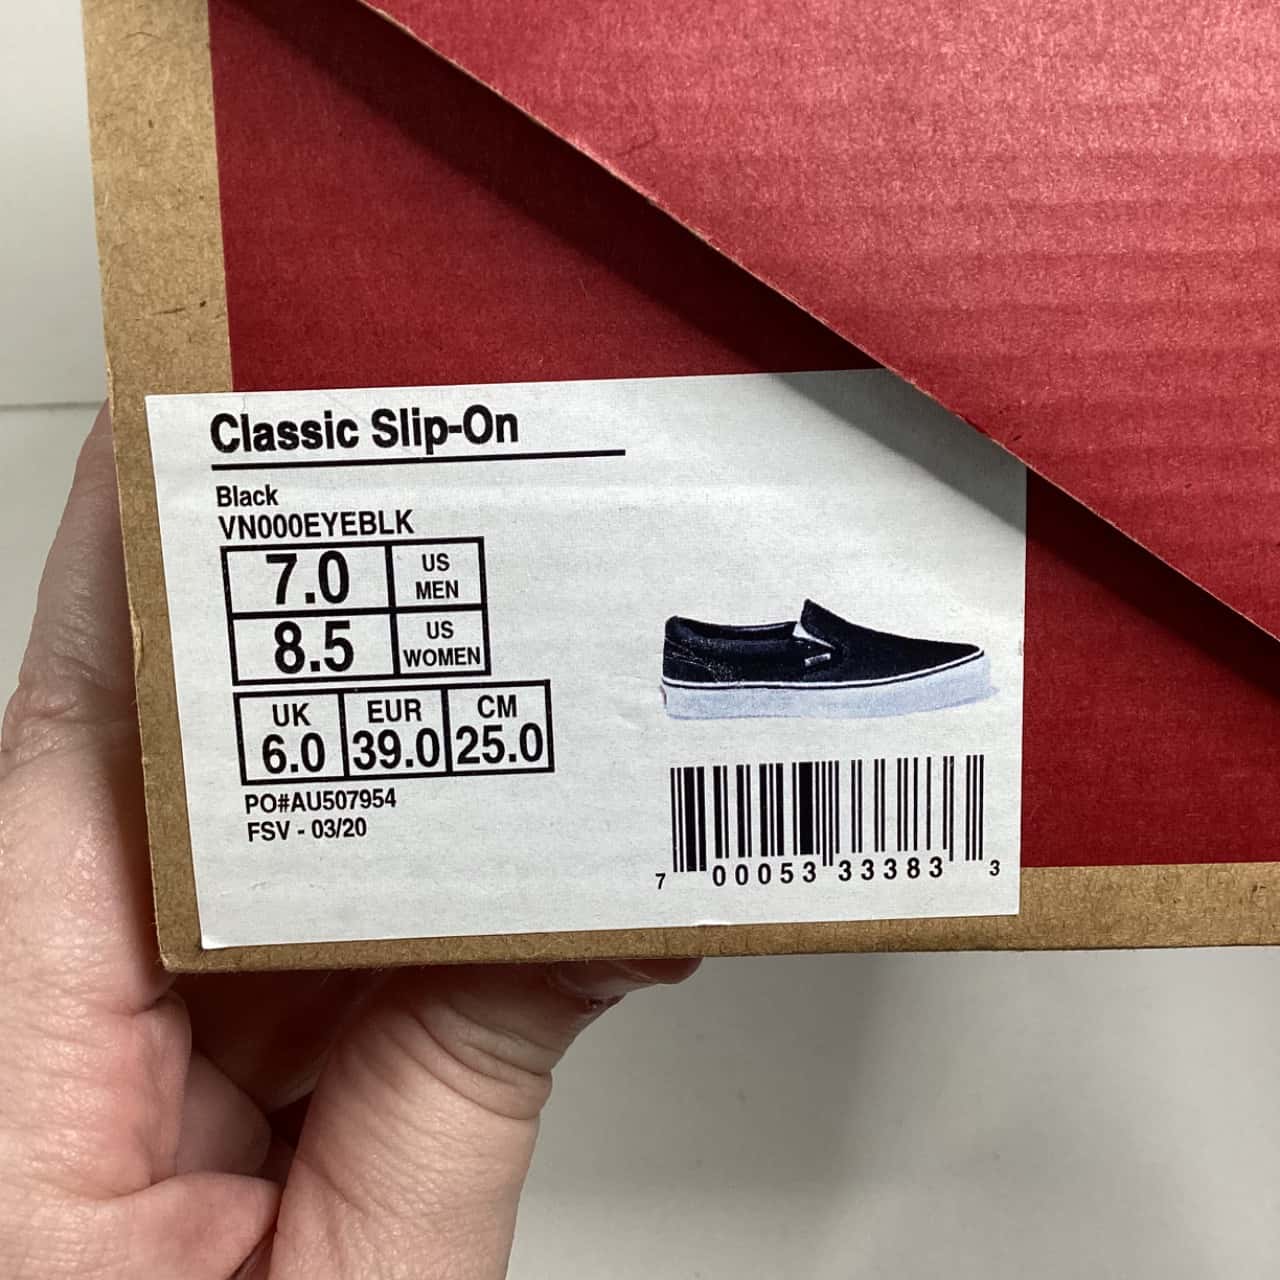 Classic Slip-On
Black
VN000EYEBLK
7.0 US MEN
8.5 US WOMEN
UK EUR CM
6.0 39.0 25.0
PO#AU507954
FSV - 03/20
7 00053 33383 3